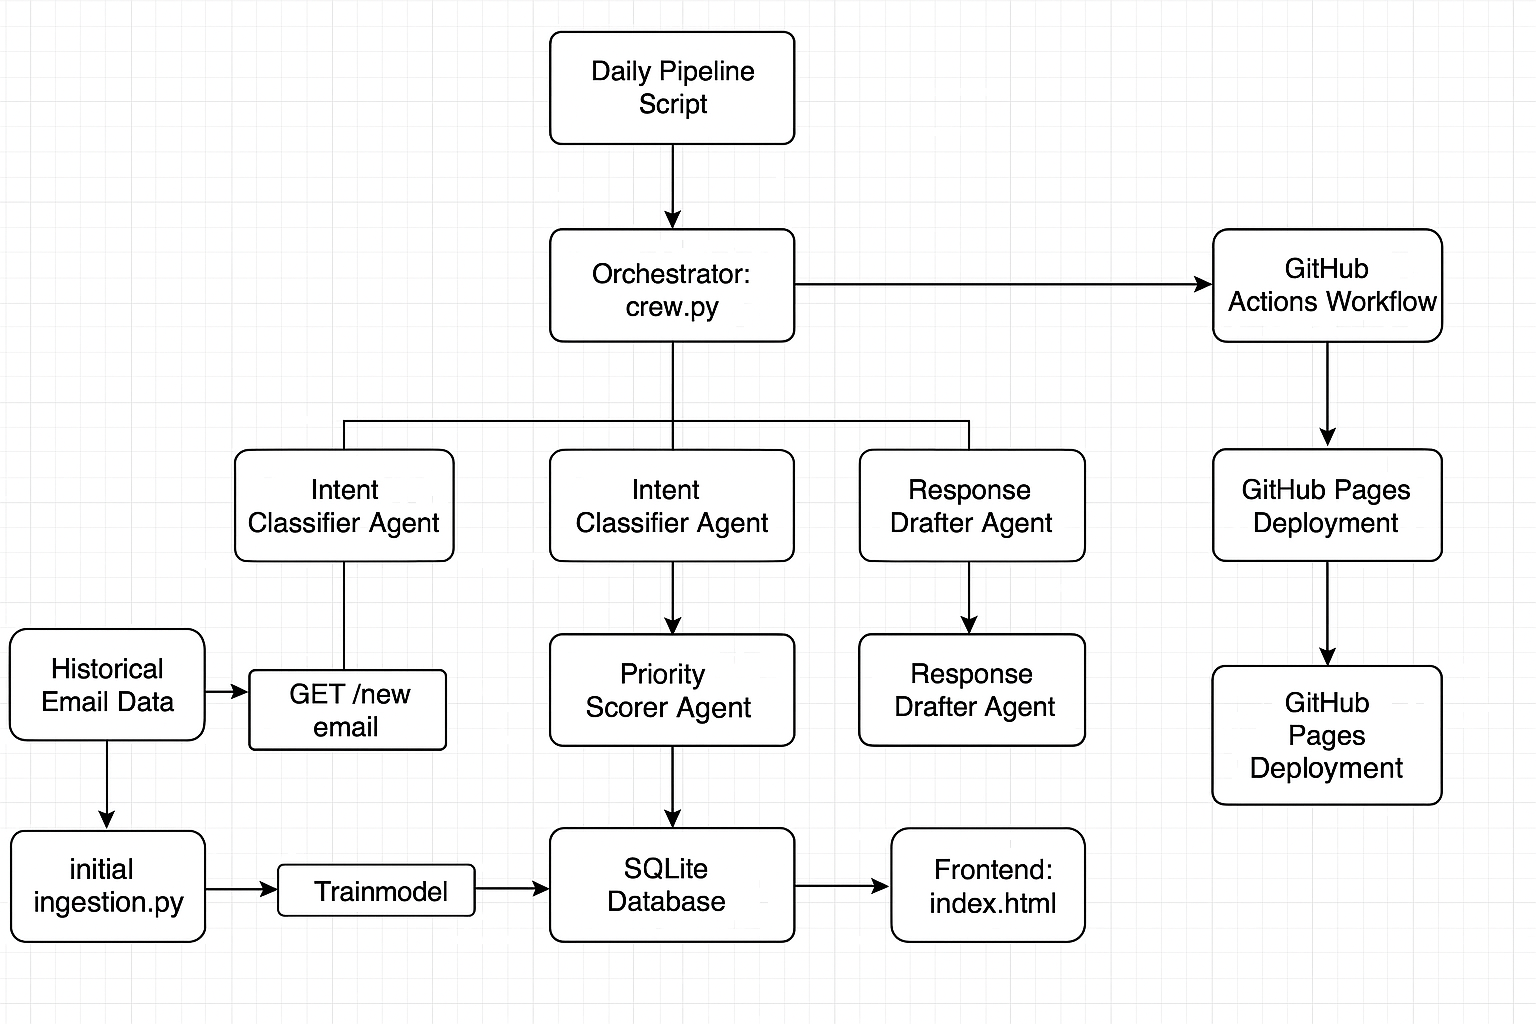 Daily Pipeline
Script
Orchestrator:
crew.py
GitHub
Actions Workflow
Intent
Classifier Agent
Intent
Classifier Agent
Response
Drafter Agent
GitHub Pages
Deployment
Historical
Email Data
GET /new
email
Priority
Scorer Agent
Response
Drafter Agent
GitHub
Pages
Deployment
initial
ingestion.py
Trainmodel
SQLite
Database
Frontend:
index.html